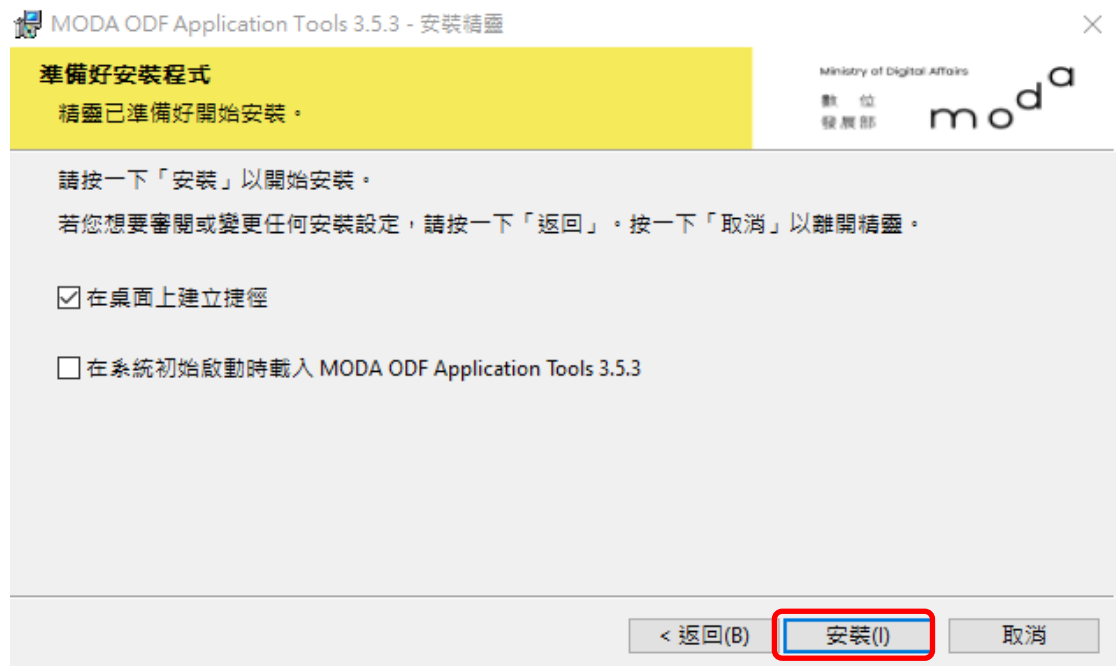 MODA ODF Application Tools 3.5.3 - 安裝精靈
準備好安裝程式
精靈已準備好開始安裝。
Ministry of Digital Affairs
數位
發展部
moda
請按一下「安裝」以開始安裝。
若您想要審閱或變更任何安裝設定，請按一下「返回」。按一下「取消」以離開精靈。
在桌面上建立捷徑
在系統初始啟動時載入 MODA ODF Application Tools 3.5.3
< 返回(B)
安裝(I)
取消